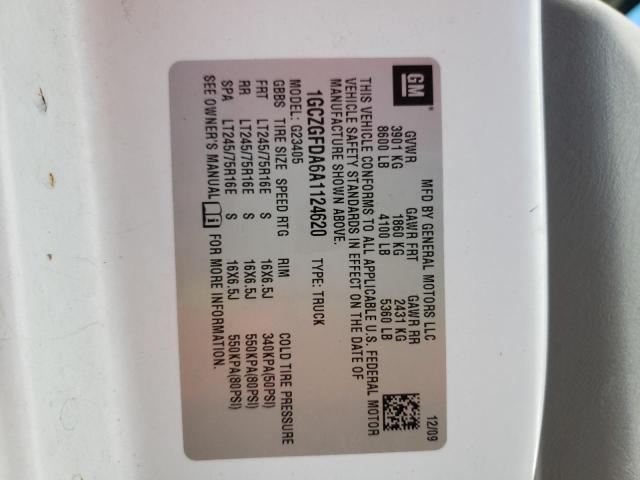 GM
MFD BY GENERAL MOTORS LLC 12/09
GVWR GAWR FRT GAWR RR
3901 KG 1860 KG 2431 KG
8600 LB 4100 LB 5360 LB
THIS VEHICLE CONFORMS TO ALL APPLICABLE U.S. FEDERAL MOTOR
VEHICLE SAFETY STANDARDS IN EFFECT ON THE DATE OF
MANUFACTURE SHOWN ABOVE.
1GCZGFDA6A1124620 TYPE: TRUCK
MODEL: G23405
GBBS TIRE SIZE SPEED RTG RIM COLD TIRE PRESSURE
FRT LT245/75R16E S 16X6.5J 340KPA(50PSI)
RR LT245/75R16E S 16X6.5J 550KPA(80PSI)
SPA LT245/75R16E S 16X6.5J 550KPA(80PSI)
SEE OWNER'S MANUAL FOR MORE INFORMATION.